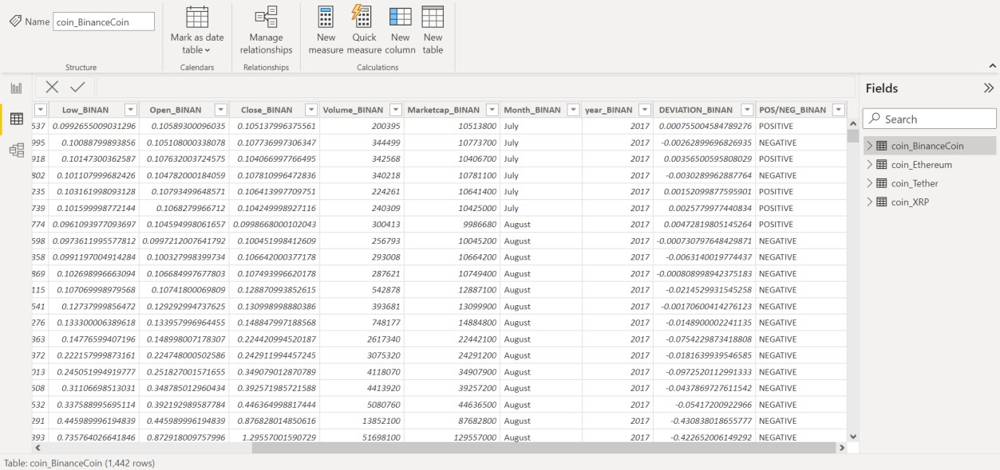 Name coin_BinanceCoin
Mark as date table
Manage relationships
New measure
Quick measure
New column
New table
Structure
Calendars
Relationships
Calculations
Fields
Search
coin_BinanceCoin
coin_Ethereum
coin_Tether
coin_XRP
Low_BINAN Open_BINAN Close_BINAN Volume_BINAN Marketcap_BINAN Month_BINAN year_BINAN DEVIATION_BINAN POS/NEG_BINAN
537 0.0992655009031296 0.10589300096035 0.105137996375561 200395 10513800 July 2017 0.000755004584789276 POSITIVE
995 0.10088799893856 0.105108000338078 0.107736997306347 344499 10773700 July 2017 -0.00262899696826935 NEGATIVE
918 0.10147300362587 0.107632003724575 0.104066997766495 342568 10406700 July 2017 0.00356500595808029 POSITIVE
802 0.101107999682426 0.104782000184059 0.107810996472836 340218 10781100 July 2017 -0.0030289962887764 NEGATIVE
235 0.103161998093128 0.10793499648571 0.106413997709751 224261 10641400 July 2017 0.00152099877595901 POSITIVE
739 0.101599998772144 0.1068279966712 0.104249998927116 240309 10425000 July 2017 0.0025779977440834 POSITIVE
774 0.0961093977093697 0.104594998061657 0.0998668000102043 300413 9986680 August 2017 0.00472819805145264 POSITIVE
598 0.0973611995577812 0.0997212007641792 0.100451998412609 256793 10045200 August 2017 -0.000730797648429871 NEGATIVE
358 0.0991197004914284 0.100327998399734 0.106642000377178 293008 10664200 August 2017 -0.0063140019774437 NEGATIVE
869 0.102698996663094 0.106684997677803 0.107493996620178 287621 10749400 August 2017 -0.000808998942375183 NEGATIVE
115 0.107069998979568 0.10741800069809 0.128870993852615 542878 12887100 August 2017 -0.0214529931545258 NEGATIVE
541 0.12737999856472 0.129292994737625 0.130998998880386 393681 13099900 August 2017 -0.00170600414276123 NEGATIVE
276 0.133300006389618 0.133957996964455 0.148847997188568 748177 14884800 August 2017 -0.0148900002241135 NEGATIVE
363 0.14776599407196 0.148998007178307 0.224420994520187 2617340 22442100 August 2017 -0.0754229873418808 NEGATIVE
372 0.222157999873161 0.224748000502586 0.242911994457245 3075320 24291200 August 2017 -0.0181639939546585 NEGATIVE
013 0.245051994919777 0.251827001571655 0.349079012870789 4118070 34907900 August 2017 -0.0972520112991333 NEGATIVE
508 0.31106698513031 0.348785012960434 0.392571985721588 4413920 39257200 August 2017 -0.0437869727611542 NEGATIVE
532 0.337588995695114 0.392192989587784 0.446364998817444 5080760 44636500 August 2017 -0.05417200922966 NEGATIVE
291 0.445989996194839 0.445989996194839 0.876828014850616 13852100 87682800 August 2017 -0.430838018655777 NEGATIVE
393 0.735764026641846 0.872918009757996 1.29557001590729 51698100 129557000 August 2017 -0.422652006149292 NEGATIVE
Table: coin_BinanceCoin (1,442 rows)